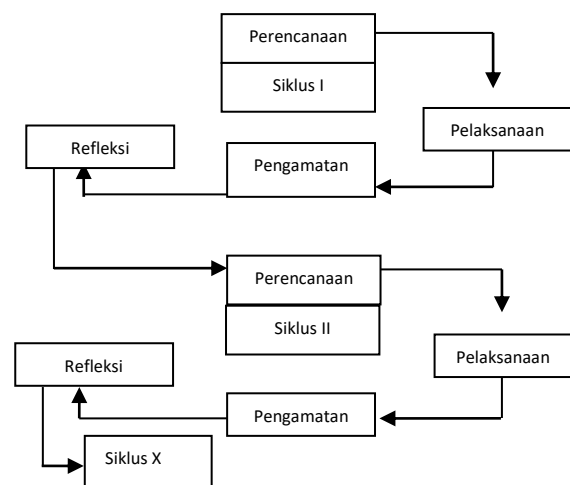 Perencanaan
Siklus I
Pelaksanaan
Refleksi
Pengamatan
Perencanaan
Siklus II
Pelaksanaan
Refleksi
Pengamatan
Siklus X